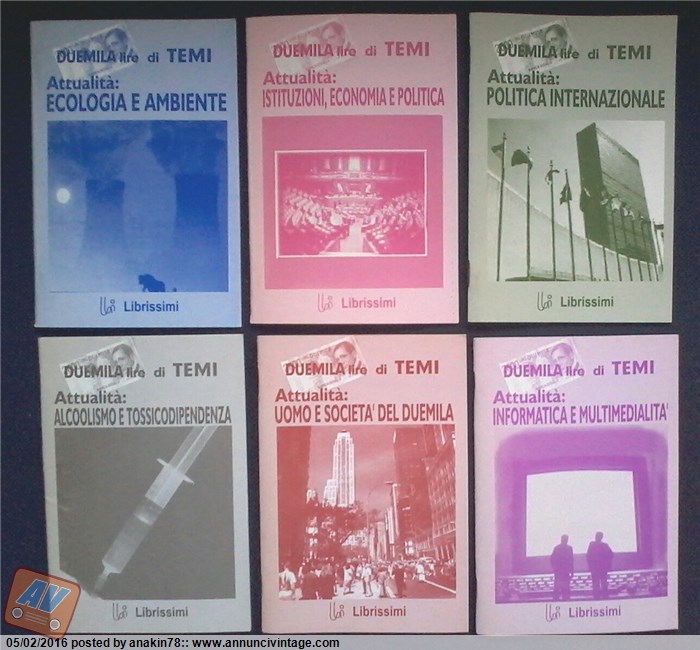 DUEMILA lire di TEMI
Attualità:
ECOLOGIA E AMBIENTE
Librissimi
DUEMILA lire di TEMI
Attualità:
ISTITUZIONI, ECONOMIA E POLITICA
Librissimi
DUEMILA lire di TEMI
Attualità:
POLITICA INTERNAZIONALE
Librissimi
DUEMILA lire di TEMI
Attualità:
ALCOOLISMO E TOSSICODIPENDENZA
Librissimi
DUEMILA lire di TEMI
Attualità:
UOMO E SOCIETA' DEL DUEMILA
Librissimi
DUEMILA lire di TEMI
Attualità:
INFORMATICA E MULTIMEDIALITA'
Librissimi
AV
05/02/2016 posted by anakin78:: www.annuncivintage.com